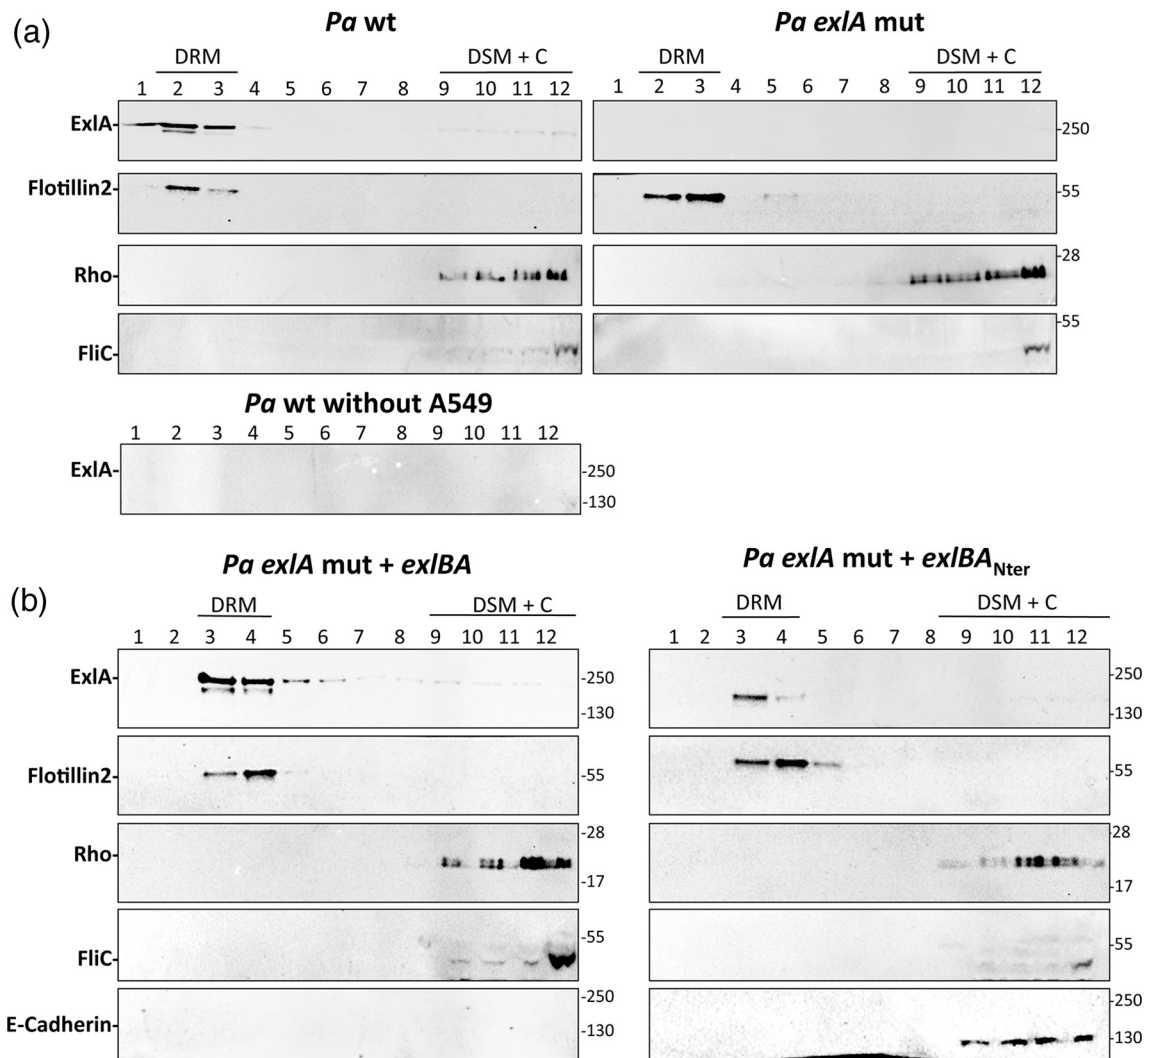 (a)
Pa wt
Pa exlA mut
DRM
DSM + C
DRM
DSM + C
1 2 3 4 5 6 7 8 9 10 11 12
1 2 3 4 5 6 7 8 9 10 11 12
ExlA-
-250
Flotillin2-
-55
Rho-
-28
FliC-
-55
Pa wt without A549
1 2 3 4 5 6 7 8 9 10 11 12
ExlA-
-250
-130
(b)
Pa exlA mut + exlBA
Pa exlA mut + exlBANter
DRM
DSM + C
DRM
DSM + C
1 2 3 4 5 6 7 8 9 10 11 12
1 2 3 4 5 6 7 8 9 10 11 12
ExlA-
-250
-130
-250
-130
Flotillin2-
-55
-55
Rho-
-28
-17
-28
-17
FliC-
-55
-55
E-Cadherin-
-250
-130
-250
-130